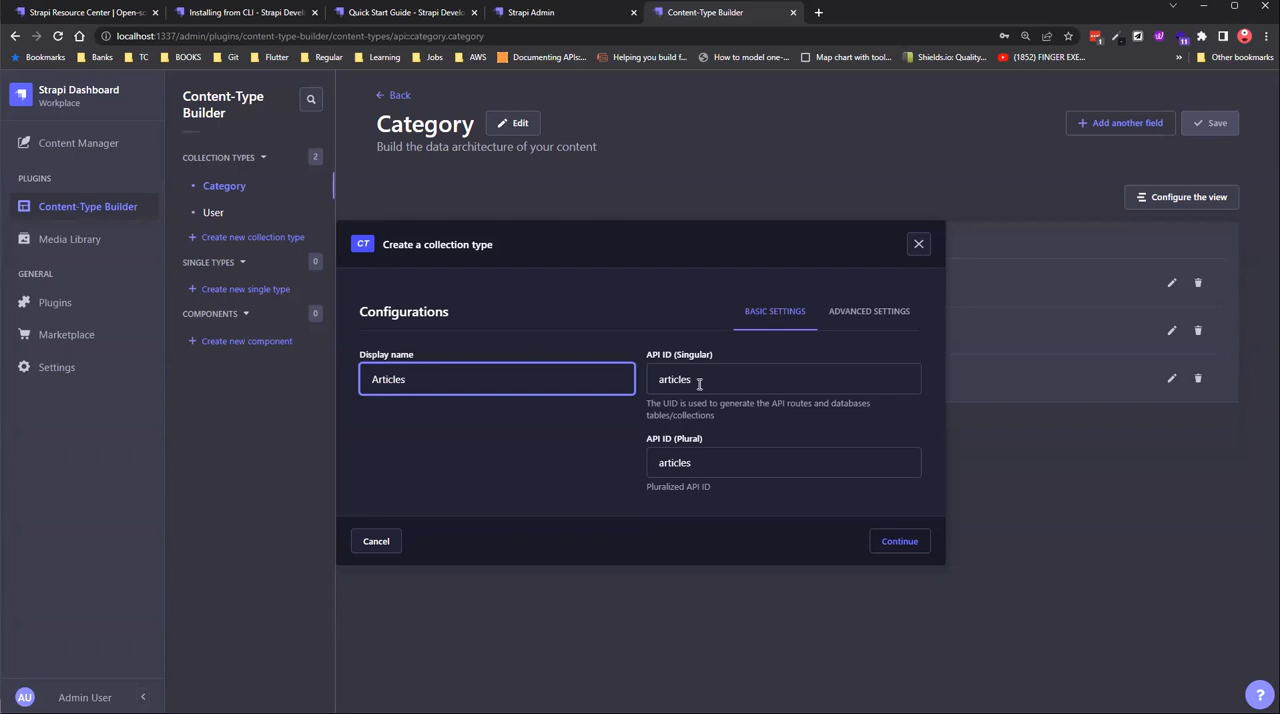 Strapi Resource Center | Open-so
Installing from CLI - Strapi Devel
Quick Start Guide - Strapi Devel
Strapi Admin
Content-Type Builder
localhost:1337/admin/plugins/content-type-builder/content-types/api:category.category
Bookmarks
Banks
TC
BOOKS
Git
Flutter
Regular
Learning
Jobs
AWS
Documenting APIs:...
Helping you build f...
How to model one-...
Map chart with tool...
Shields.io: Quality...
(1852) FINGER EXE...
»
Other bookmarks
Strapi Dashboard
Workplace
Content Manager
PLUGINS
Content-Type Builder
Media Library
GENERAL
Plugins
Marketplace
Settings
AU
Admin User
Content-Type
Builder
COLLECTION TYPES
2
Category
User
Create new collection type
SINGLE TYPES
0
Create new single type
COMPONENTS
0
Create new component
Back
Category
Edit
Build the data architecture of your content
Add another field
Save
Configure the view
CT
Create a collection type
Configurations
BASIC SETTINGS
ADVANCED SETTINGS
Display name
Articles
API ID (Singular)
articles
The UID is used to generate the API routes and databases
tables/collections
API ID (Plural)
articles
Pluralized API ID
Cancel
Continue
?